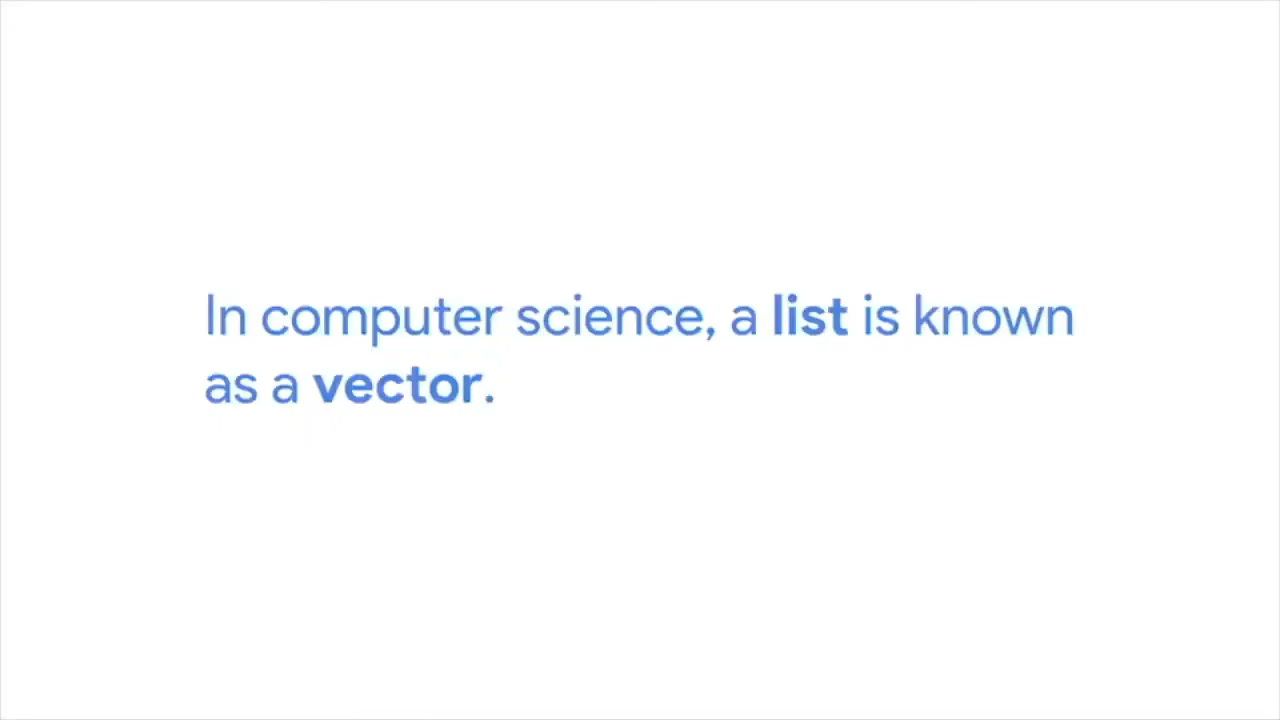 In computer science, a list is known
as a vector.